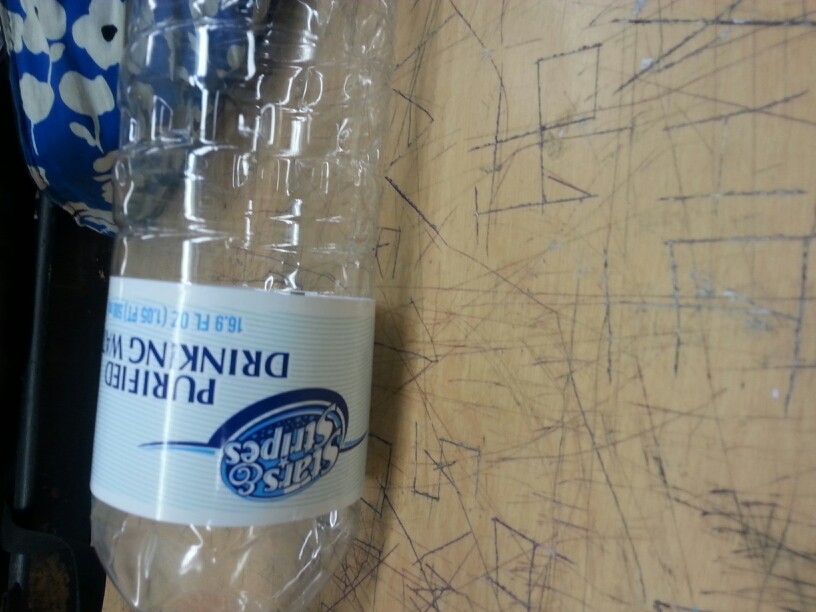 Stars &
Stripes
PURIFIED
DRINKING
16.9 FL OZ (1.05 PT)